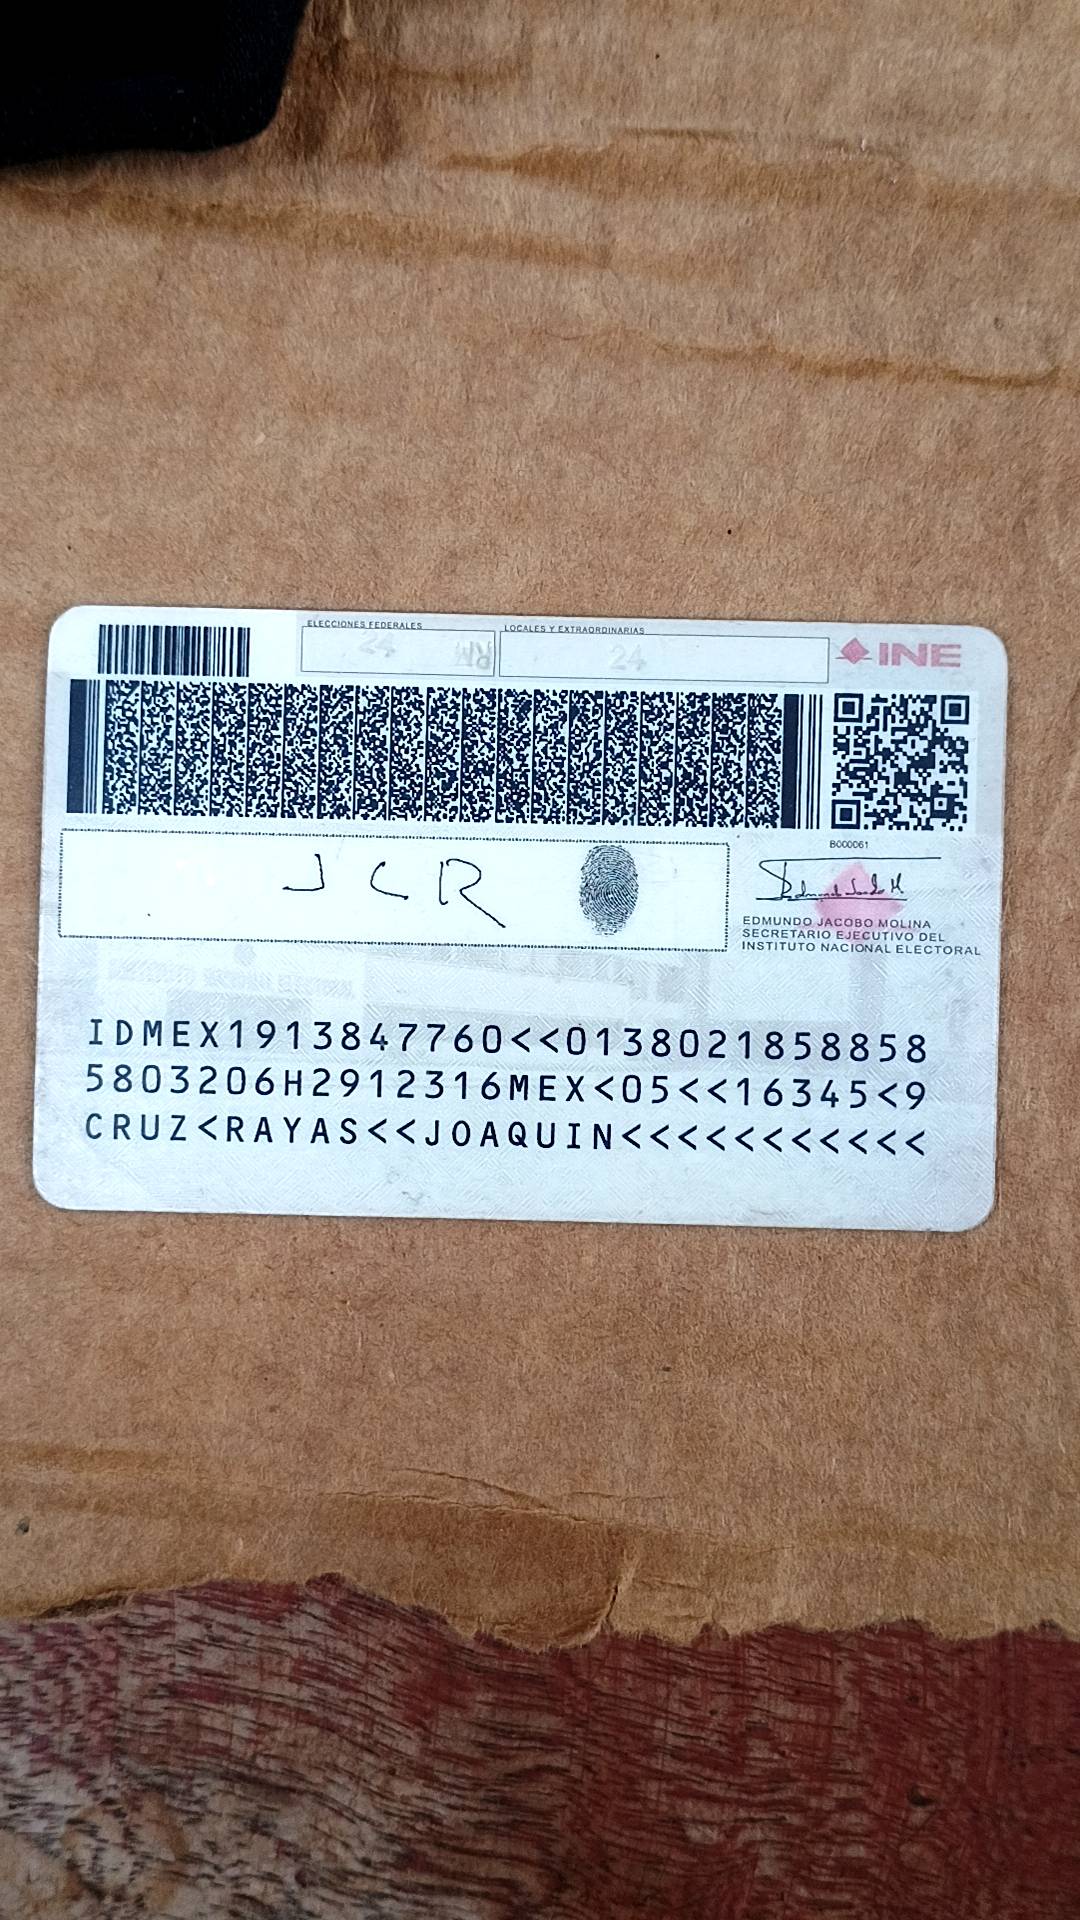 ELECCIONES FEDERALES
LOCALES Y EXTRAORDINARIAS
INE
24
24
B000061
J C R
EDMUNDO JACOBO MOLINA
SECRETARIO EJECUTIVO DEL
INSTITUTO NACIONAL ELECTORAL
IDMEX1913847760<<0138021858858
5803206H2912316MEX<05<<16345<9
CRUZ<RAYAS<<JOAQUIN<<<<<<<<<<<